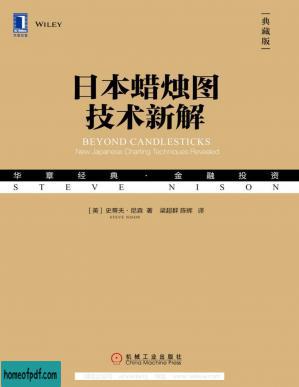 WILEY
典藏版
日本蜡烛图
技术新解
BEYOND CANDLESTICKS
New Japanese Charting Techniques Revealed
华章经典·金融投资
STEVE NISON
[美] 史蒂夫·尼森 著 梁超群 陈辉 译
STEVE NISON
机械工业出版社
China Machine Press
homeofpdf.com